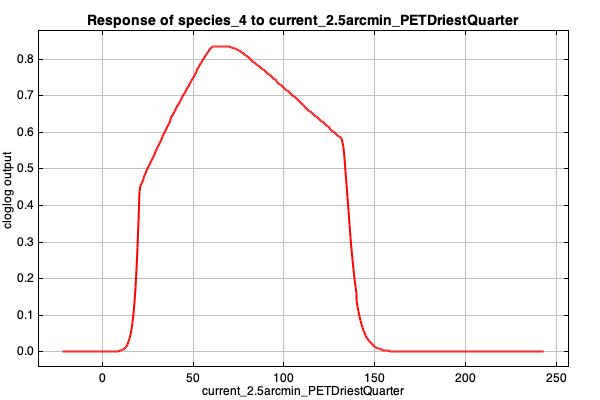 Response of species_4 to current_2.5arcmin_PETDriestQuarter
cloglog output
0.8
0.7
0.6
0.5
0.4
0.3
0.2
0.1
0.0
0 50 100 150 200 250
current_2.5arcmin_PETDriestQuarter